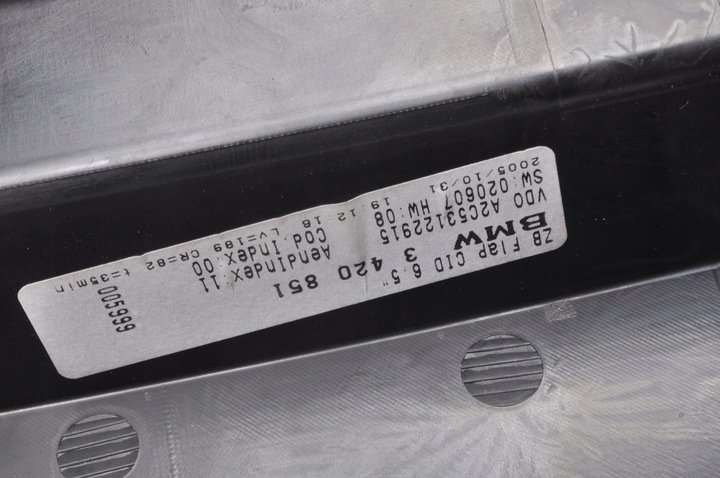 ZB Flap CID 6.5"
BMW 3 420 851
VDO A2C53122915 AendIndex:11
SW:020607 HW:08 Cod.Index 00
2005/10/31 19 12 18 LV=189 CR=82 t=35min
005999